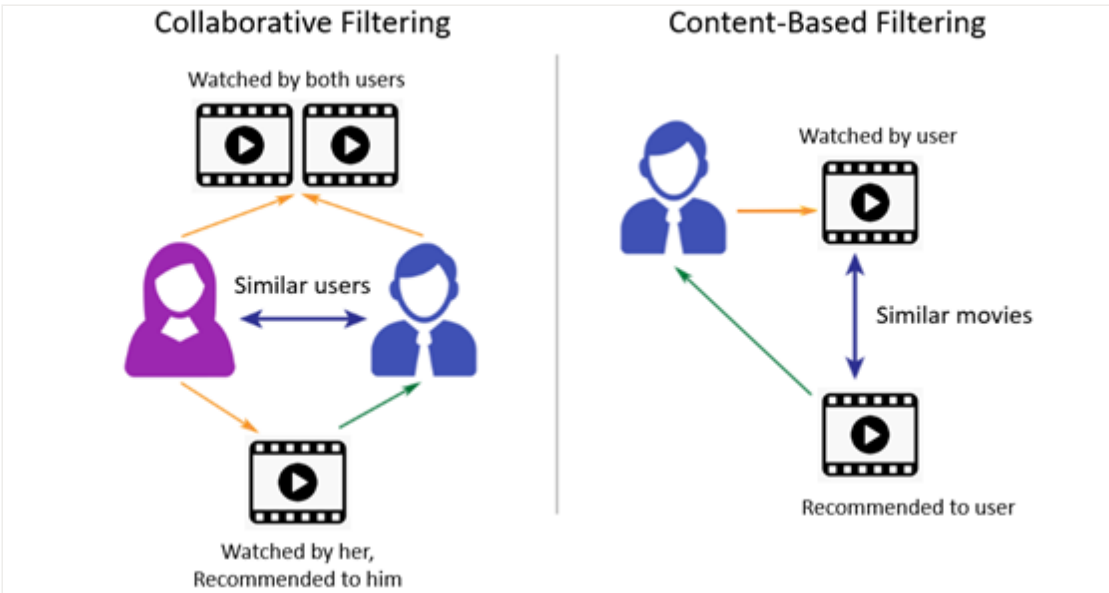 Collaborative Filtering
Watched by both users
Similar users
Watched by her,
Recommended to him
Content-Based Filtering
Watched by user
Similar movies
Recommended to user